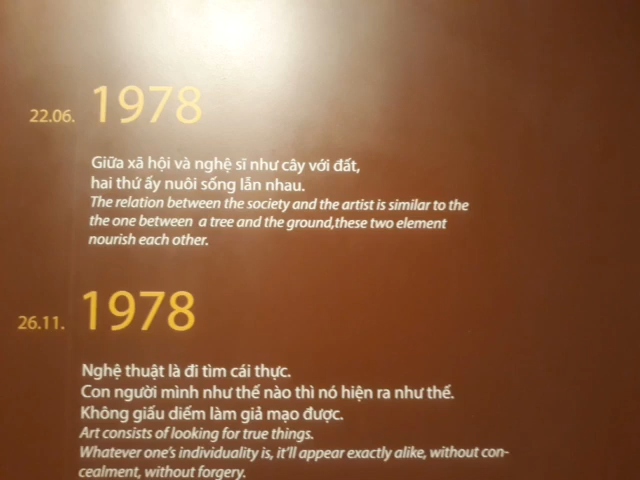 22.06. 1978
Giữa xã hội và nghệ sĩ như cây với đất,
hai thứ ấy nuôi sống lẫn nhau.
The relation between the society and the artist is similar to the
the one between a tree and the ground,these two element
nourish each other.
26.11. 1978
Nghệ thuật là đi tìm cái thực.
Con người mình như thế nào thì nó hiện ra như thế.
Không giấu diếm làm giả mạo được.
Art consists of looking for true things.
Whatever one's individuality is, it'll appear exactly alike, without con-
cealment, without forgery.